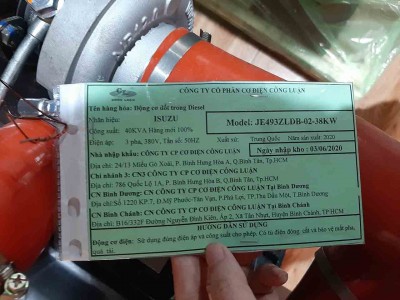 CÔNG TY CỔ PHẦN CƠ ĐIỆN CÔNG LUẬN
Tên hàng hóa: Động cơ đốt trong Diesel
Nhãn hiệu: ISUZU Model: JE493ZLDB-02-38KW
Công suất: 40KVA Hàng mới 100% Xuất xứ: Trung Quốc Năm sản xuất: 2020
Điện áp: 3 pha, 380V, Tần số: 50HZ Ngày nhập kho: 03/06/2020
Nhà nhập khẩu: CÔNG TY CP CƠ ĐIỆN CÔNG LUẬN
Địa chỉ: 24/13 Miếu Gò Xoài, P. Bình Hưng Hòa A, Q.Bình Tân, Tp.HCM
Chi nhánh 3: CN3 CÔNG TY CP CƠ ĐIỆN CÔNG LUẬN
Địa chỉ: 786 Quốc Lộ 1A, P. Bình Hưng Hòa B, Q.Bình Tân, Tp.HCM
CN Bình Dương: CN CÔNG TY CP CƠ ĐIỆN CÔNG LUẬN Tại Bình Dương
Địa chỉ: Số 1220 KP.7, Đ.Mỹ Phước-Tân Vạn, P.Phú Lợi, TP.Thủ Dầu Một, T.Bình Dương
CN Bình Chánh: CN CÔNG TY CP CƠ ĐIỆN CÔNG LUẬN Tại Bình Chánh
Địa chỉ: B16/332F Đường Nguyễn Đình Kiên, Ấp 2, Xã Tân Nhựt, Huyện Bình Chánh, TP.HCM
HƯỚNG DẪN SỬ DỤNG
Động cơ điện: Sử dụng đúng điện áp và công suất cho phép. Có tủ điện đóng, cắt và bảo vệ mất pha,
quá tải.